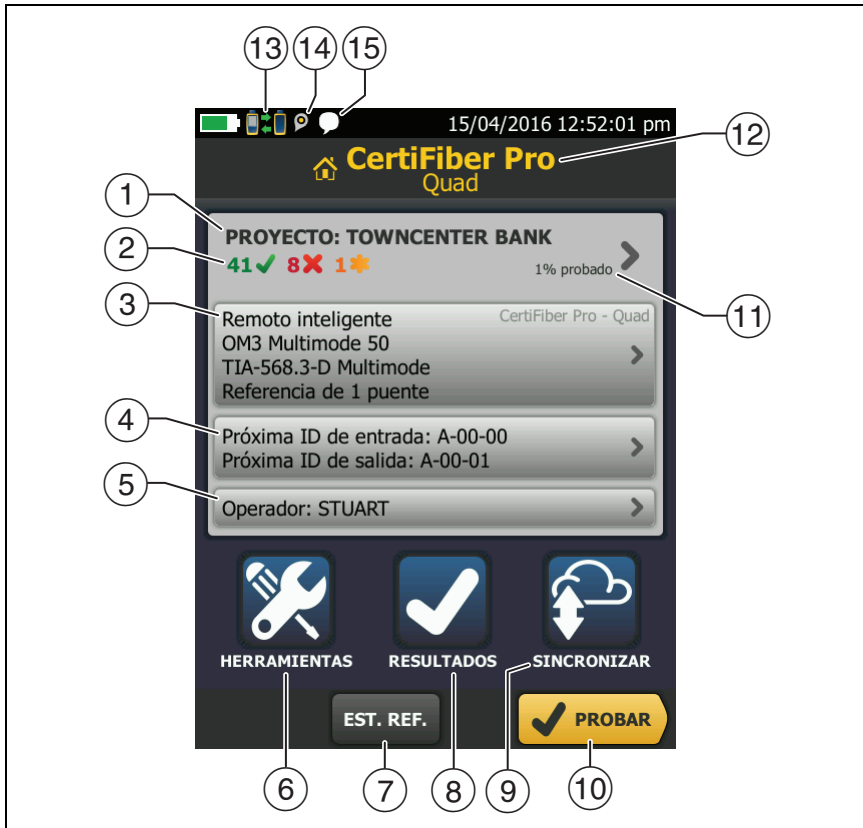 13 14 15
15/04/2016 12:52:01 pm
CertiFiber Pro
12
Quad
1
PROYECTO: TOWNCENTER BANK
2
41 8 1
1% probado
11
3
Remoto inteligente
CertiFiber Pro - Quad
OM3 Multimode 50
TIA-568.3-D Multimode
Referencia de 1 puente
4
Próxima ID de entrada: A-00-00
Próxima ID de salida: A-00-01
5
Operador: STUART
HERRAMIENTAS
RESULTADOS
SINCRONIZAR
EST. REF.
PROBAR
6 7 8 9 10